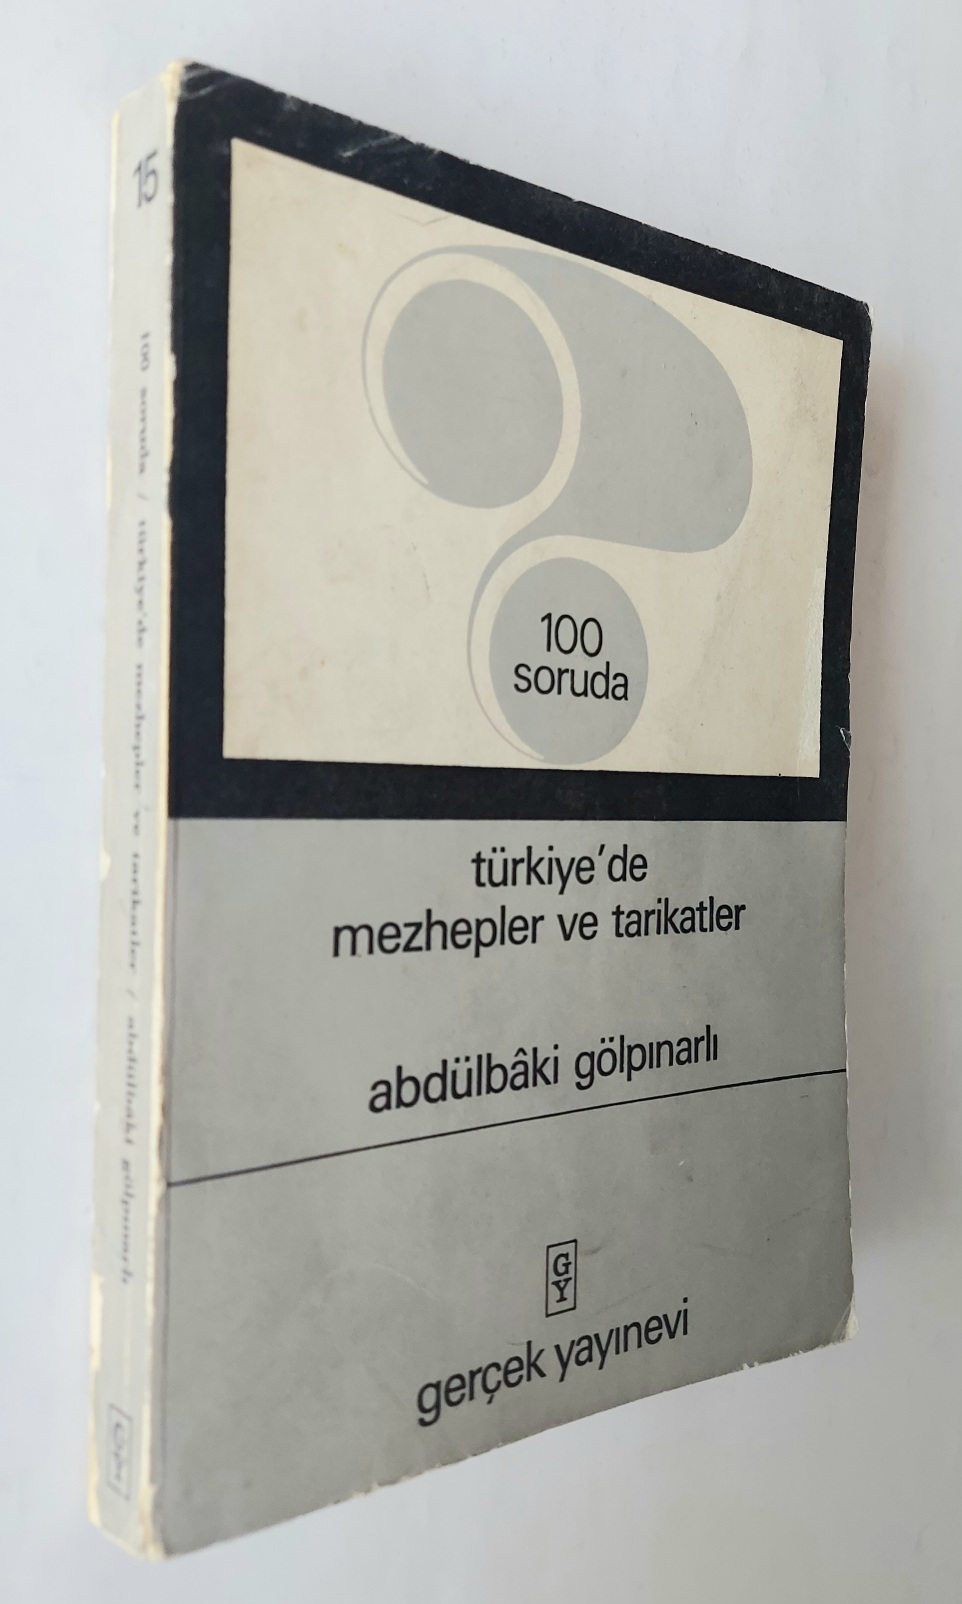 15
100 soruda / türkiye'de mezhepler ve tarikatler / abdülbâki gölpınarlı
GY
100
soruda
türkiye'de
mezhepler ve tarikatler
abdülbâki gölpınarlı
G
Y
gerçek yayınevi